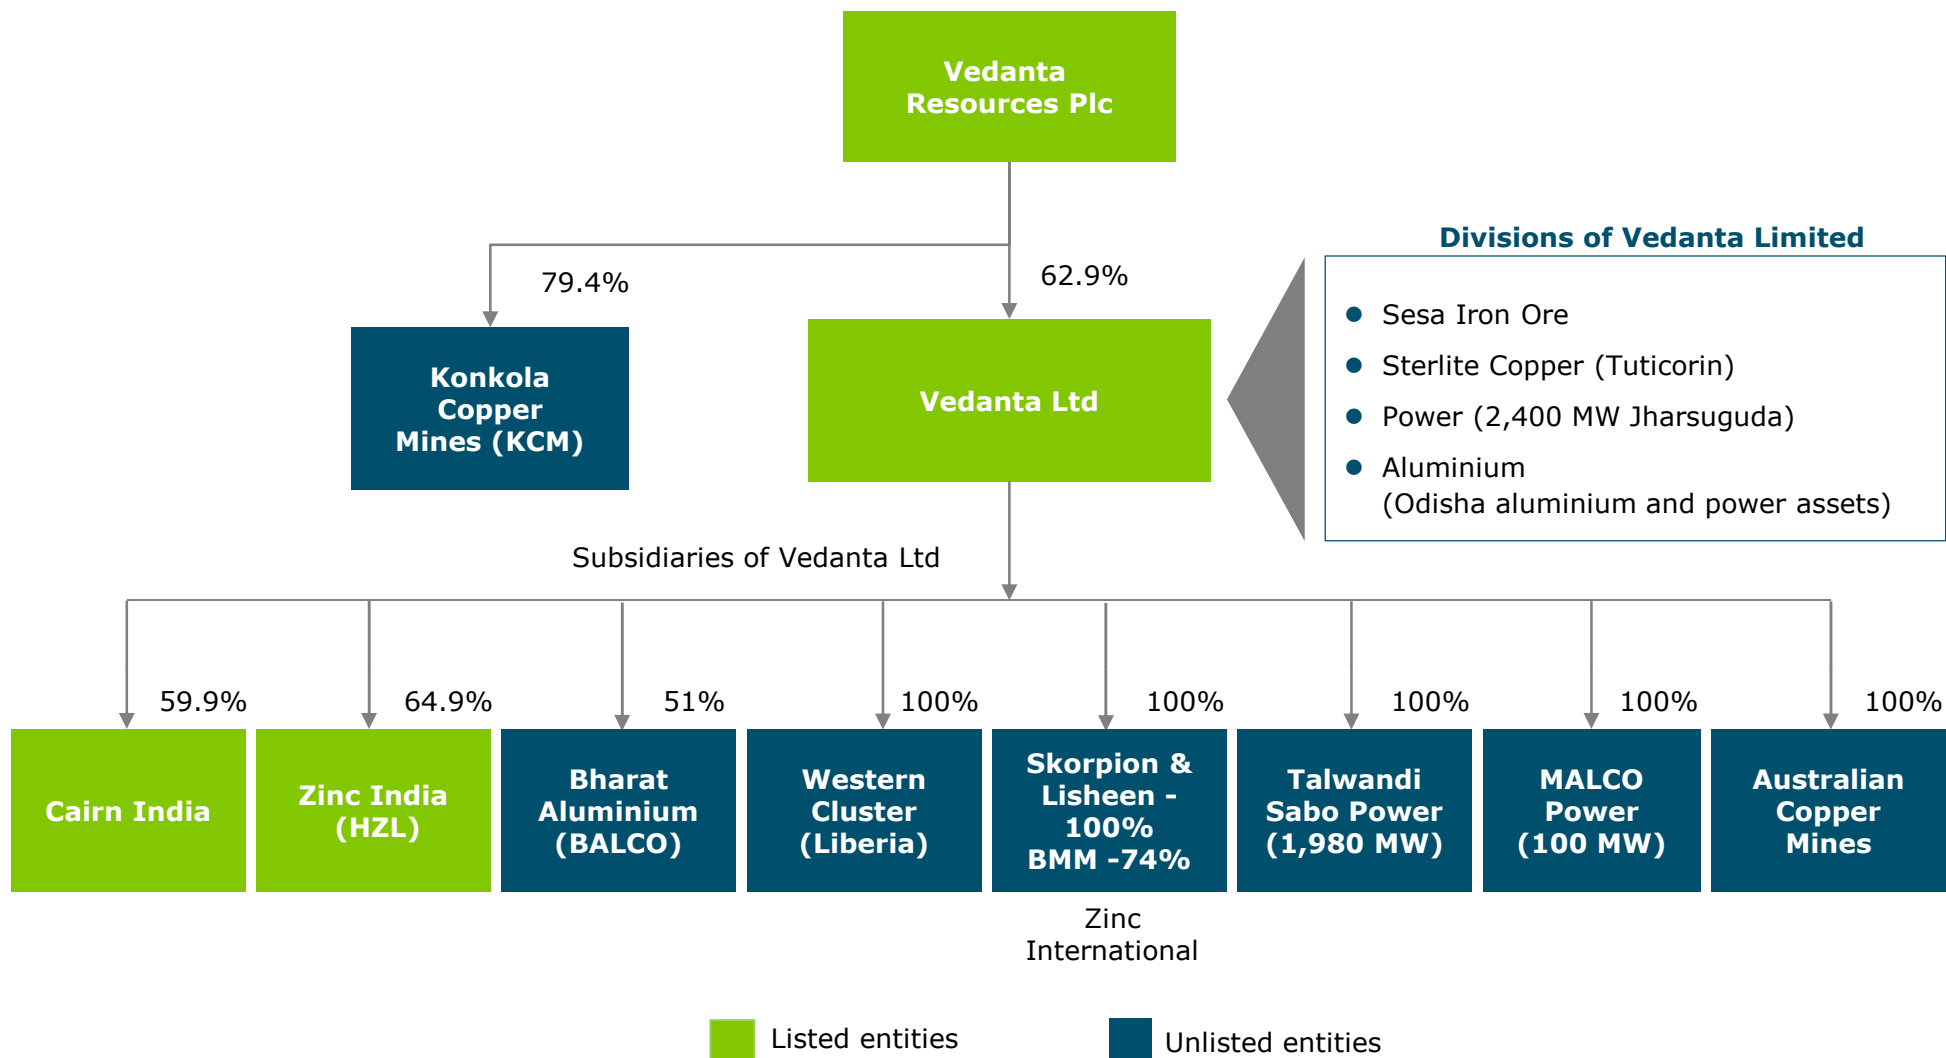 Vedanta
Resources Plc
Divisions of Vedanta Limited
79.4%
62.9%
Konkola
Copper
Mines (KCM)
Vedanta Ltd
Sesa Iron Ore
Sterlite Copper (Tuticorin)
Power (2,400 MW Jharsuguda)
Aluminium
(Odisha aluminium and power assets)
Subsidiaries of Vedanta Ltd
59.9%
64.9%
51%
100%
100%
100%
100%
100%
Cairn India
Zinc India
(HZL)
Bharat
Aluminium
(BALCO)
Western
Cluster
(Liberia)
Skorpion &
Lisheen -
100%
BMM -74%
Talwandi
Sabo Power
(1,980 MW)
MALCO
Power
(100 MW)
Australian
Copper
Mines
Zinc
International
Listed entities
Unlisted entities